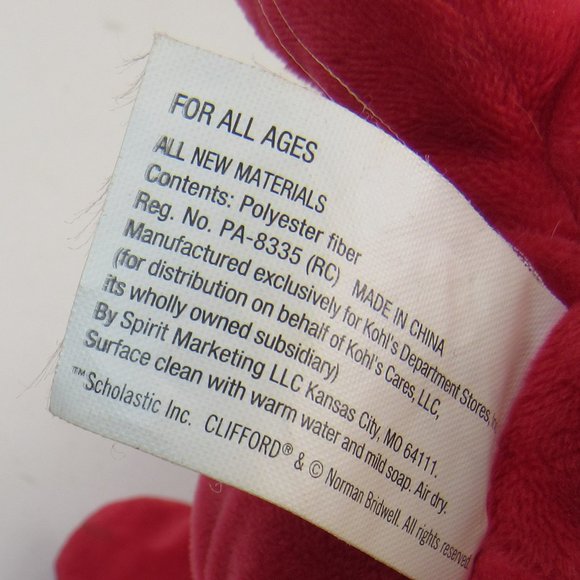 FOR ALL AGES
ALL NEW MATERIALS
Contents: Polyester fiber
Reg. No. PA-8335 (RC) MADE IN CHINA
Manufactured exclusively for Kohl's Department Stores,
(for distribution on behalf of Kohl's Cares, LLC,
its wholly owned subsidiary)
By Spirit Marketing LLC Kansas City, MO 64111.
Surface clean with warm water and mild soap. Air dry.
™Scholastic Inc. CLIFFORD® & © Norman Bridwell. All rights reserved